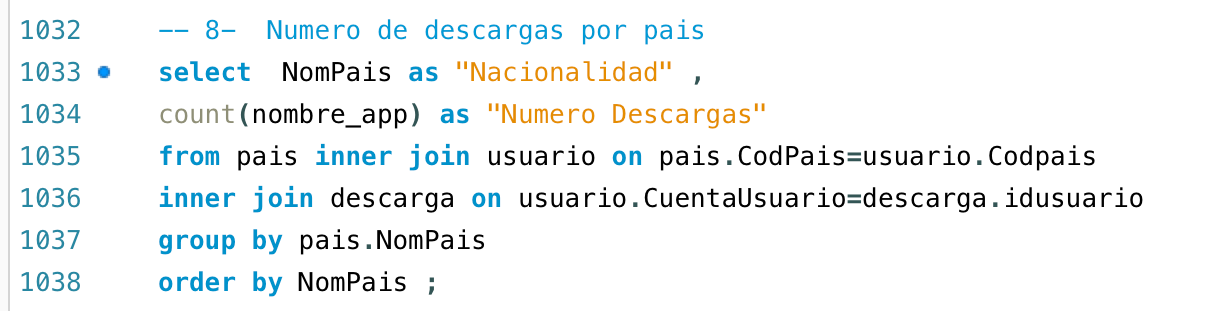 1032 -- 8-  Numero de descargas por pais
1033 select  NomPais as "Nacionalidad" ,
1034 count(nombre_app) as "Numero Descargas"
1035 from pais inner join usuario on pais.CodPais=usuario.Codpais
1036 inner join descarga on usuario.CuentaUsuario=descarga.idusuario
1037 group by pais.NomPais
1038 order by NomPais ;